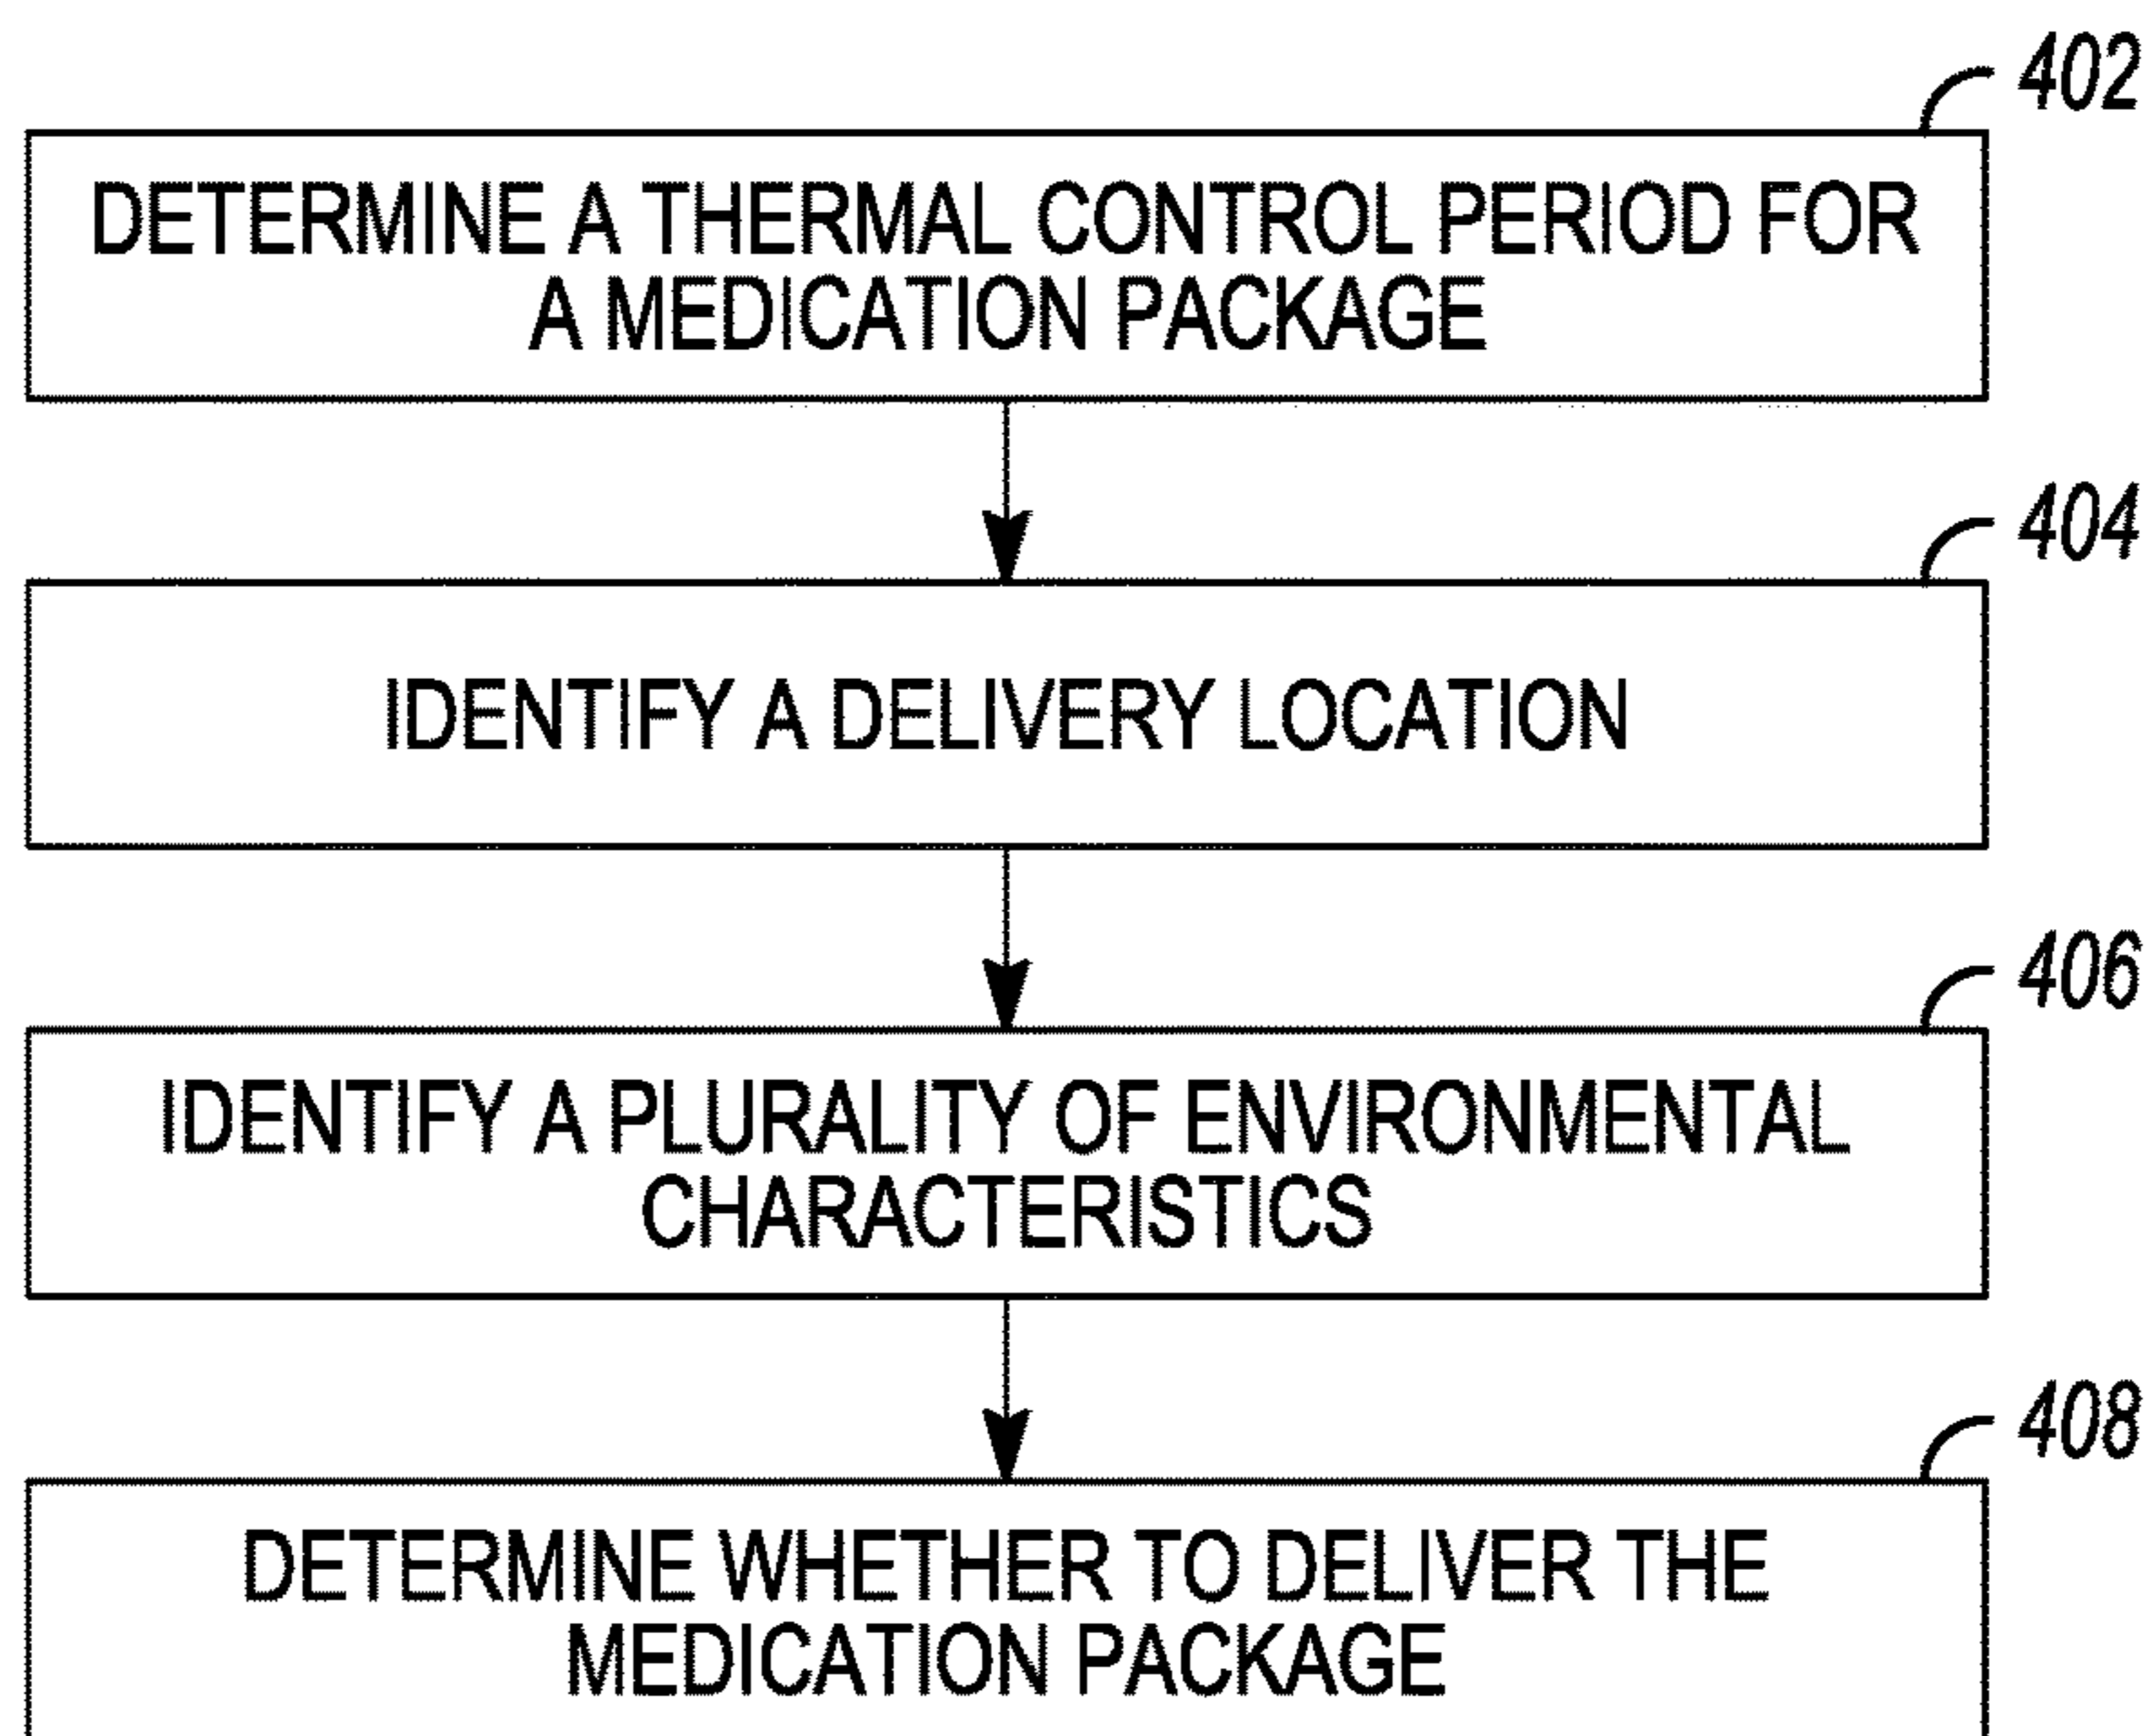 402
DETERMINE A THERMAL CONTROL PERIOD FOR
A MEDICATION PACKAGE
404
IDENTIFY A DELIVERY LOCATION
406
IDENTIFY A PLURALITY OF ENVIRONMENTAL
CHARACTERISTICS
408
DETERMINE WHETHER TO DELIVER THE
MEDICATION PACKAGE